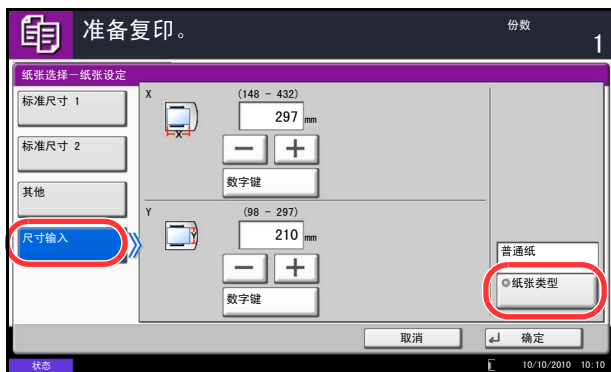 准备复印。
份数
1
纸张选择－纸张设定
标准尺寸 1
标准尺寸 2
其他
尺寸输入
X
(148 - 432)
297 mm
数字键
Y
(98 - 297)
Y
210 mm
数字键
普通纸
纸张类型
取消
确定
状态
10/10/2010 10:10